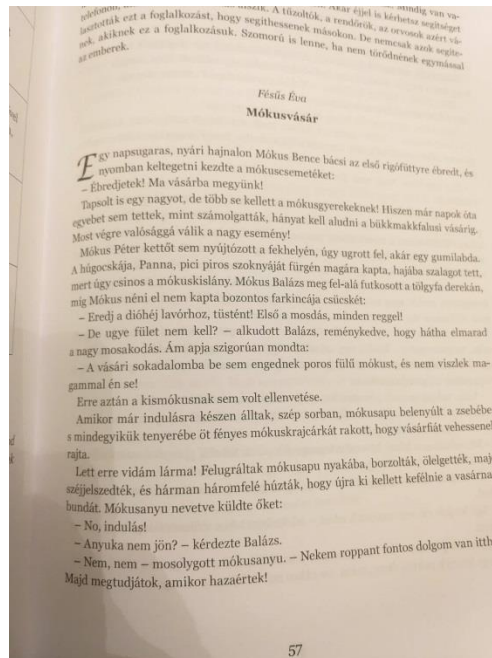 telefonon, mindig van va-
Akár éjjel is kérhetsz segítséget
A tűzoltók, a rendőrök, az orvosok azért vá-
lasztották ezt a foglalkozást, hogy segíthessenek másokon. De nemcsak azok segíte-
nek, akiknek ez a foglalkozásuk. Szomorú is lenne, ha nem törődnének egymással
az emberek.
Fésűs Éva
Mókusvásár
Egy napsugaras, nyári hajnalon Mókus Bence bácsi az első rigófüttyre ébredt, és
nyomban keltegetni kezdte a mókuscsemetéket:
– Ébredjetek! Ma vásárba megyünk!
Tapsolt is egy nagyot, de több se kellett a mókusgyerekeknek! Hiszen már napok óta
egyebet sem tettek, mint számolgatták, hányat kell aludni a bükkmakkfalusi vásárig.
Most végre valósággá válik a nagy esemény!
Mókus Péter kettőt sem nyújtózott a fekhelyén, úgy ugrott fel, akár egy gumilabda.
A húgocskája, Panna, pici piros szoknyáját fürgén magára kapta, hajába szalagot tett,
mert úgy csinos a mókuskislány. Mókus Balázs meg fel-alá futkosott a tölgyfa derekán,
míg Mókus néni el nem kapta bozontos farkincája csücskét:
– Eredj a dióhéj lavórhoz, tüstént! Első a mosdás, minden reggel!
– De ugye fület nem kell? – alkudott Balázs, reménykedve, hogy hátha elmarad
a nagy mosakodás. Ám apja szigorúan mondta:
– A vásári sokadalomba be sem engednek poros fülű mókust, és nem viszlek ma-
gammal én se!
Erre aztán a kismókusnak sem volt ellenvetése.
Amikor már indulásra készen álltak, szép sorban, mókusapu belenyúlt a zsebébe
s mindegyikük tenyerébe öt fényes mókuskrajcárkát rakott, hogy vásárfiát vehessenek
rajta.
Lett erre vidám lárma! Felugráltak mókusapu nyakába, borzolták, ölelgették, maj
széjjelszedték, és hárman háromfelé húzták, hogy újra ki kellett kefélnie a vasárna
bundát. Mókusanyu nevetve küldte őket:
– No, indulás!
– Anyuka nem jön? – kérdezte Balázs.
– Nem, nem – mosolygott mókusanyu. – Nekem roppant fontos dolgom van itth
Majd megtudjátok, amikor hazaértek!
57